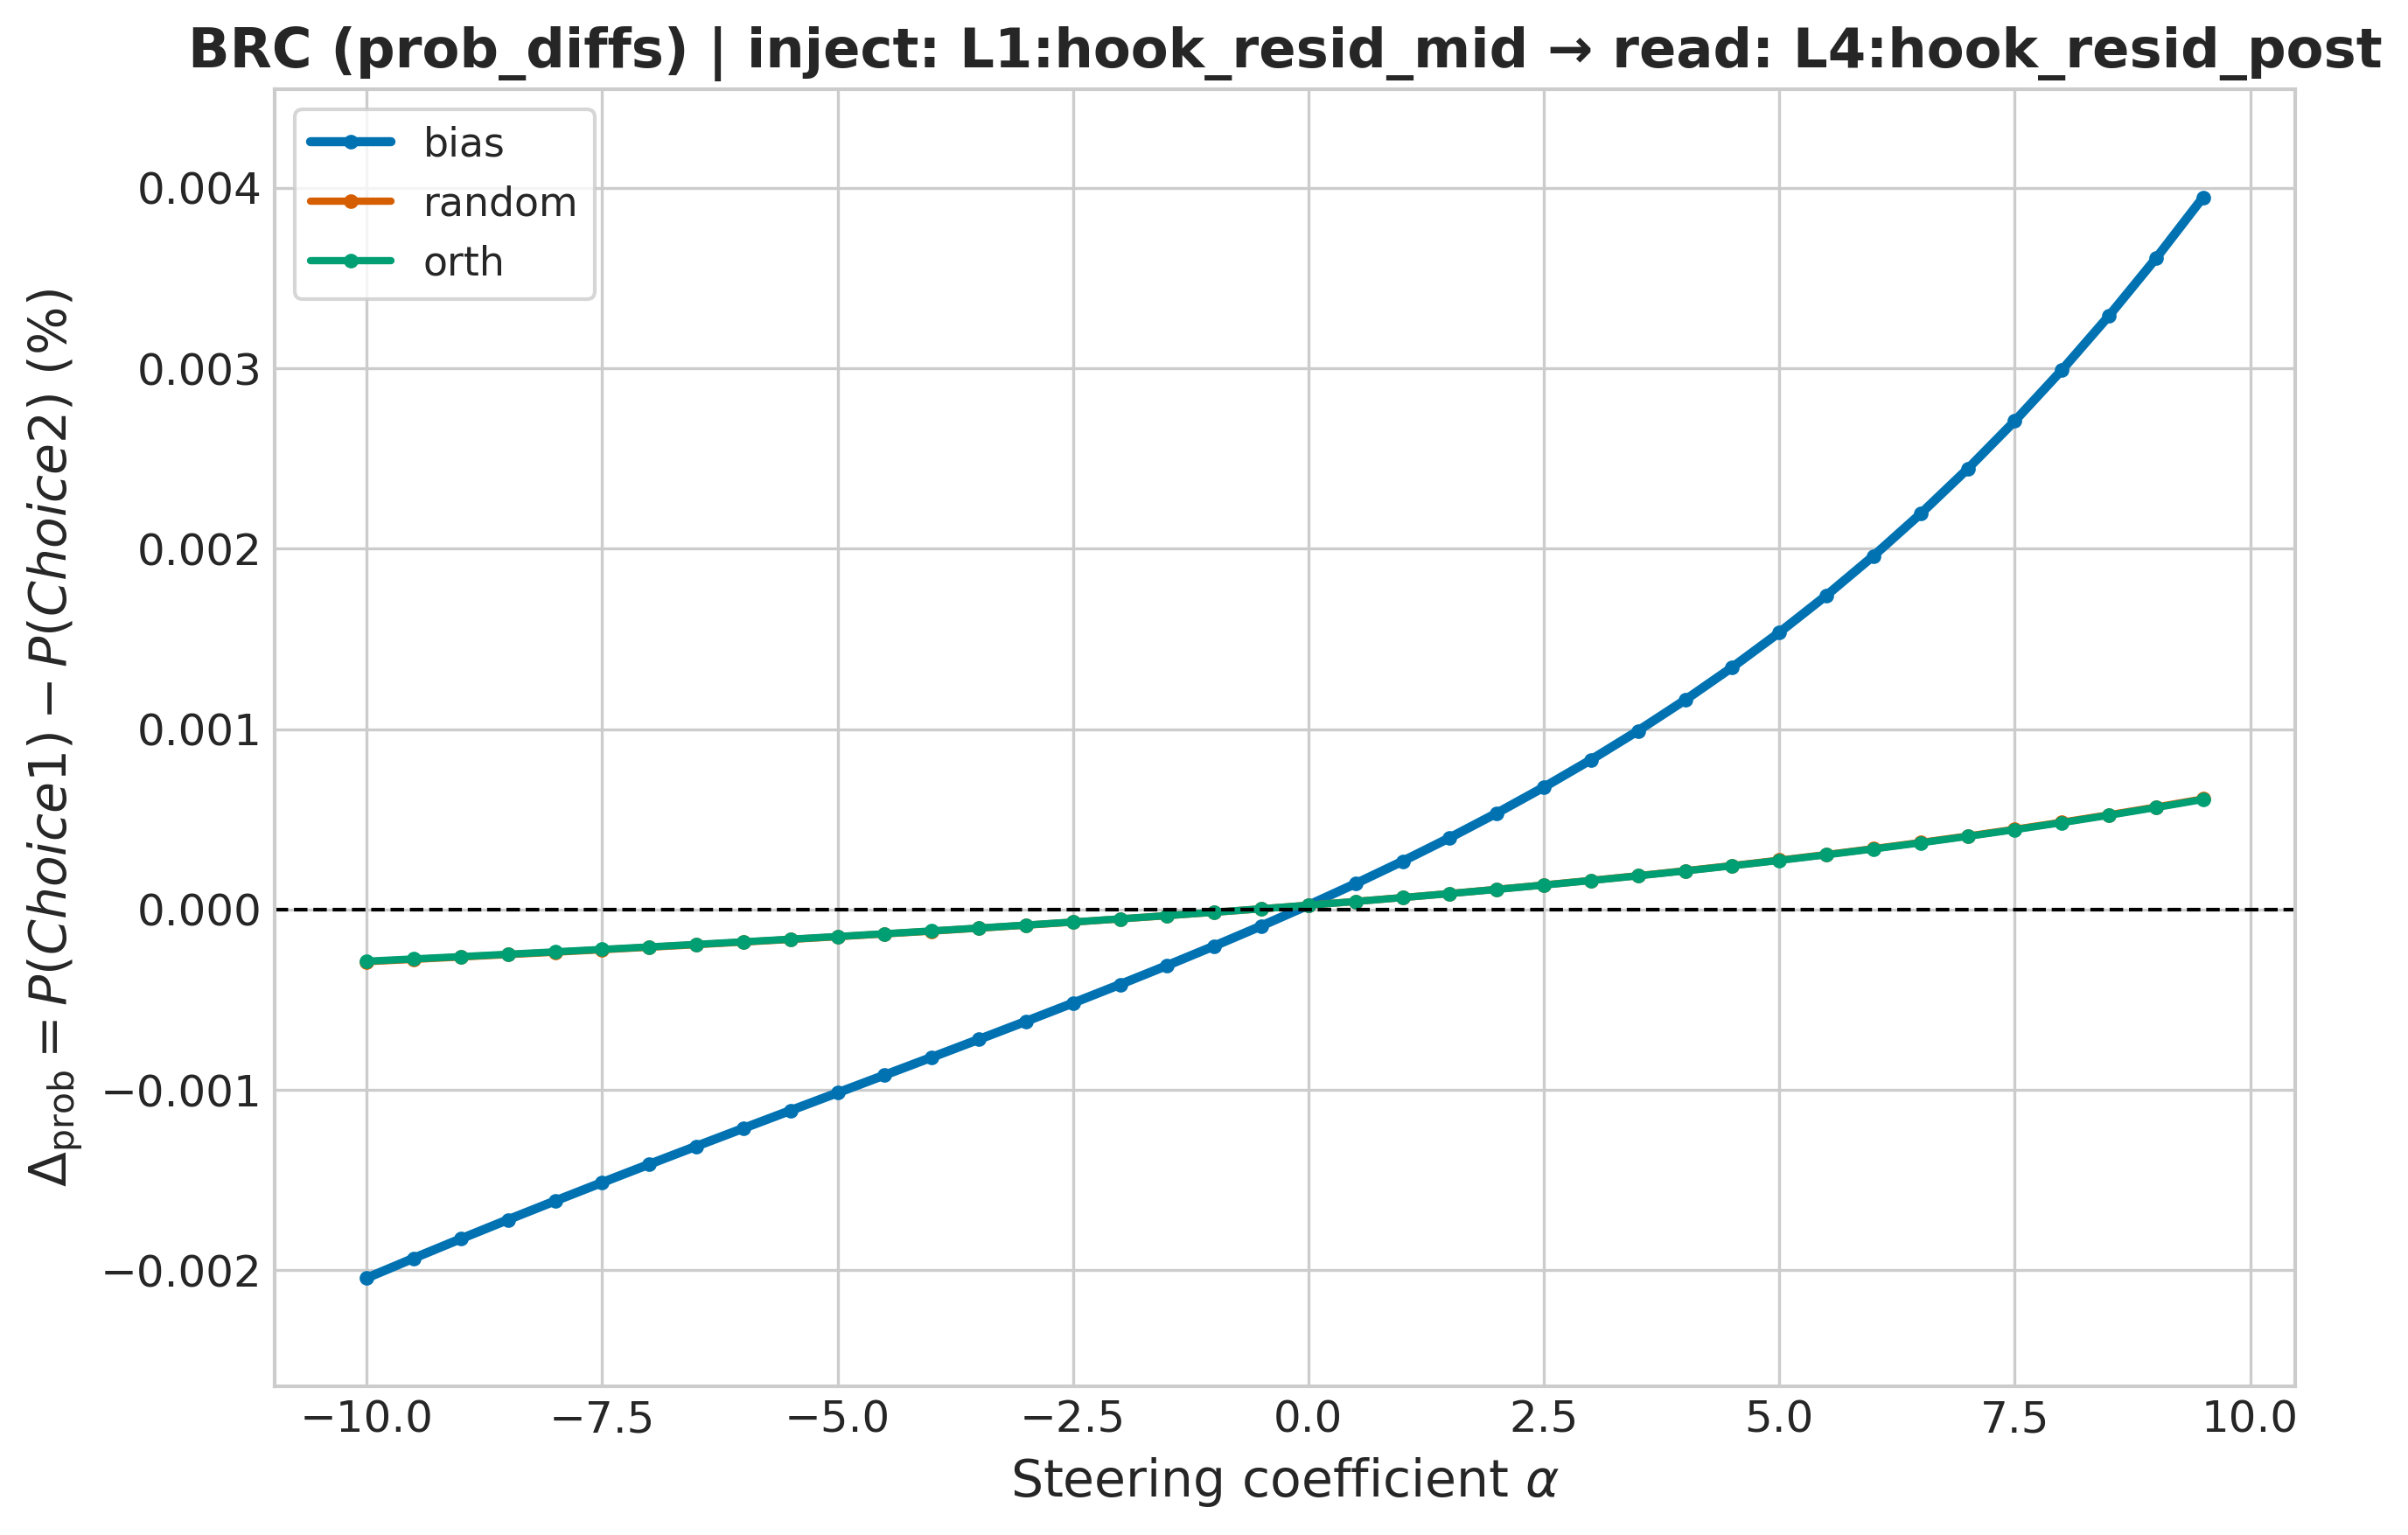 BRC (prob_diffs) | inject: L1:hook_resid_mid → read: L4:hook_resid_post
bias
random
orth
Δprob = P(Choice1) − P(Choice2) (%)
0.004
0.003
0.002
0.001
0.000
−0.001
−0.002
−10.0 −7.5 −5.0 −2.5 0.0 2.5 5.0 7.5 10.0
Steering coefficient α